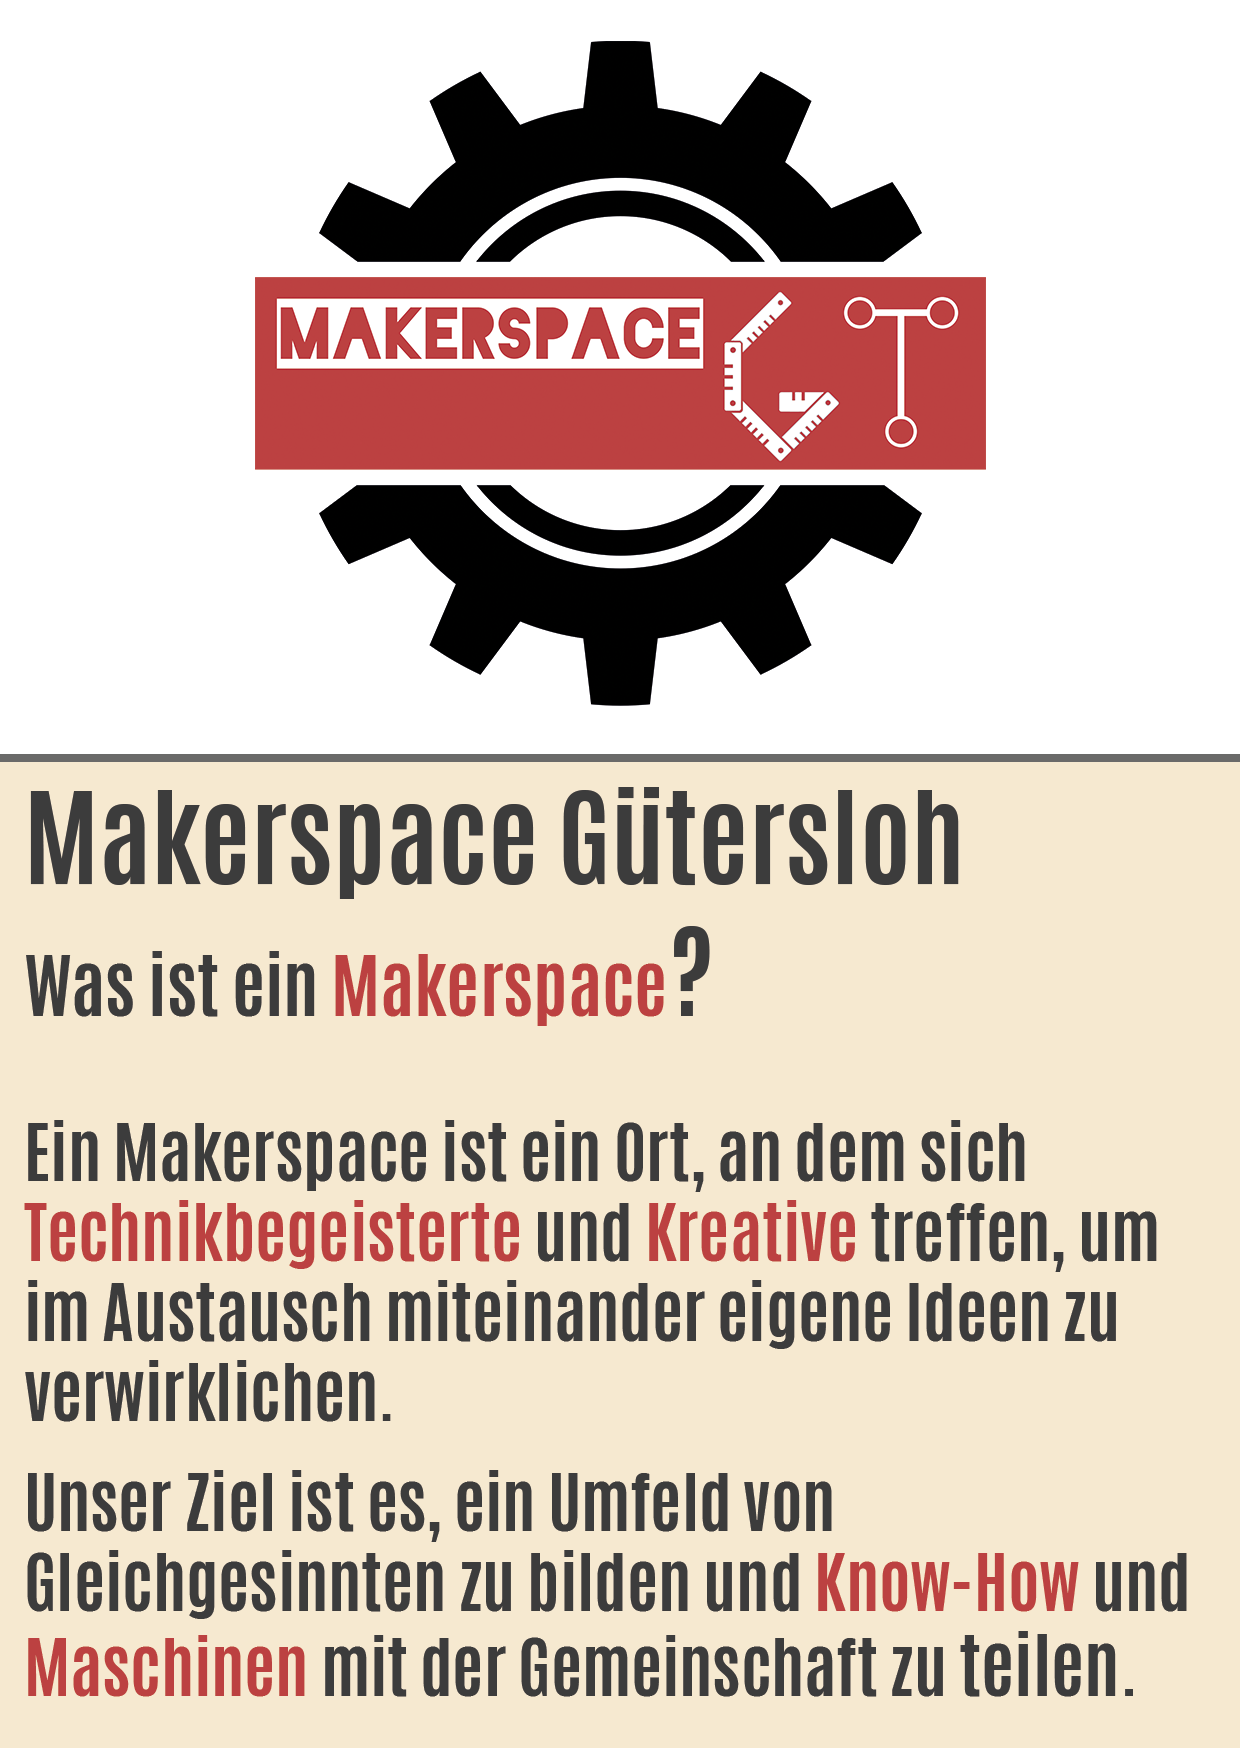 MAKERSPACE GT
Makerspace Gütersloh
Was ist ein Makerspace?
Ein Makerspace ist ein Ort, an dem sich
Technikbegeisterte und Kreative treffen, um
im Austausch miteinander eigene Ideen zu
verwirklichen.
Unser Ziel ist es, ein Umfeld von
Gleichgesinnten zu bilden und Know-How und
Maschinen mit der Gemeinschaft zu teilen.